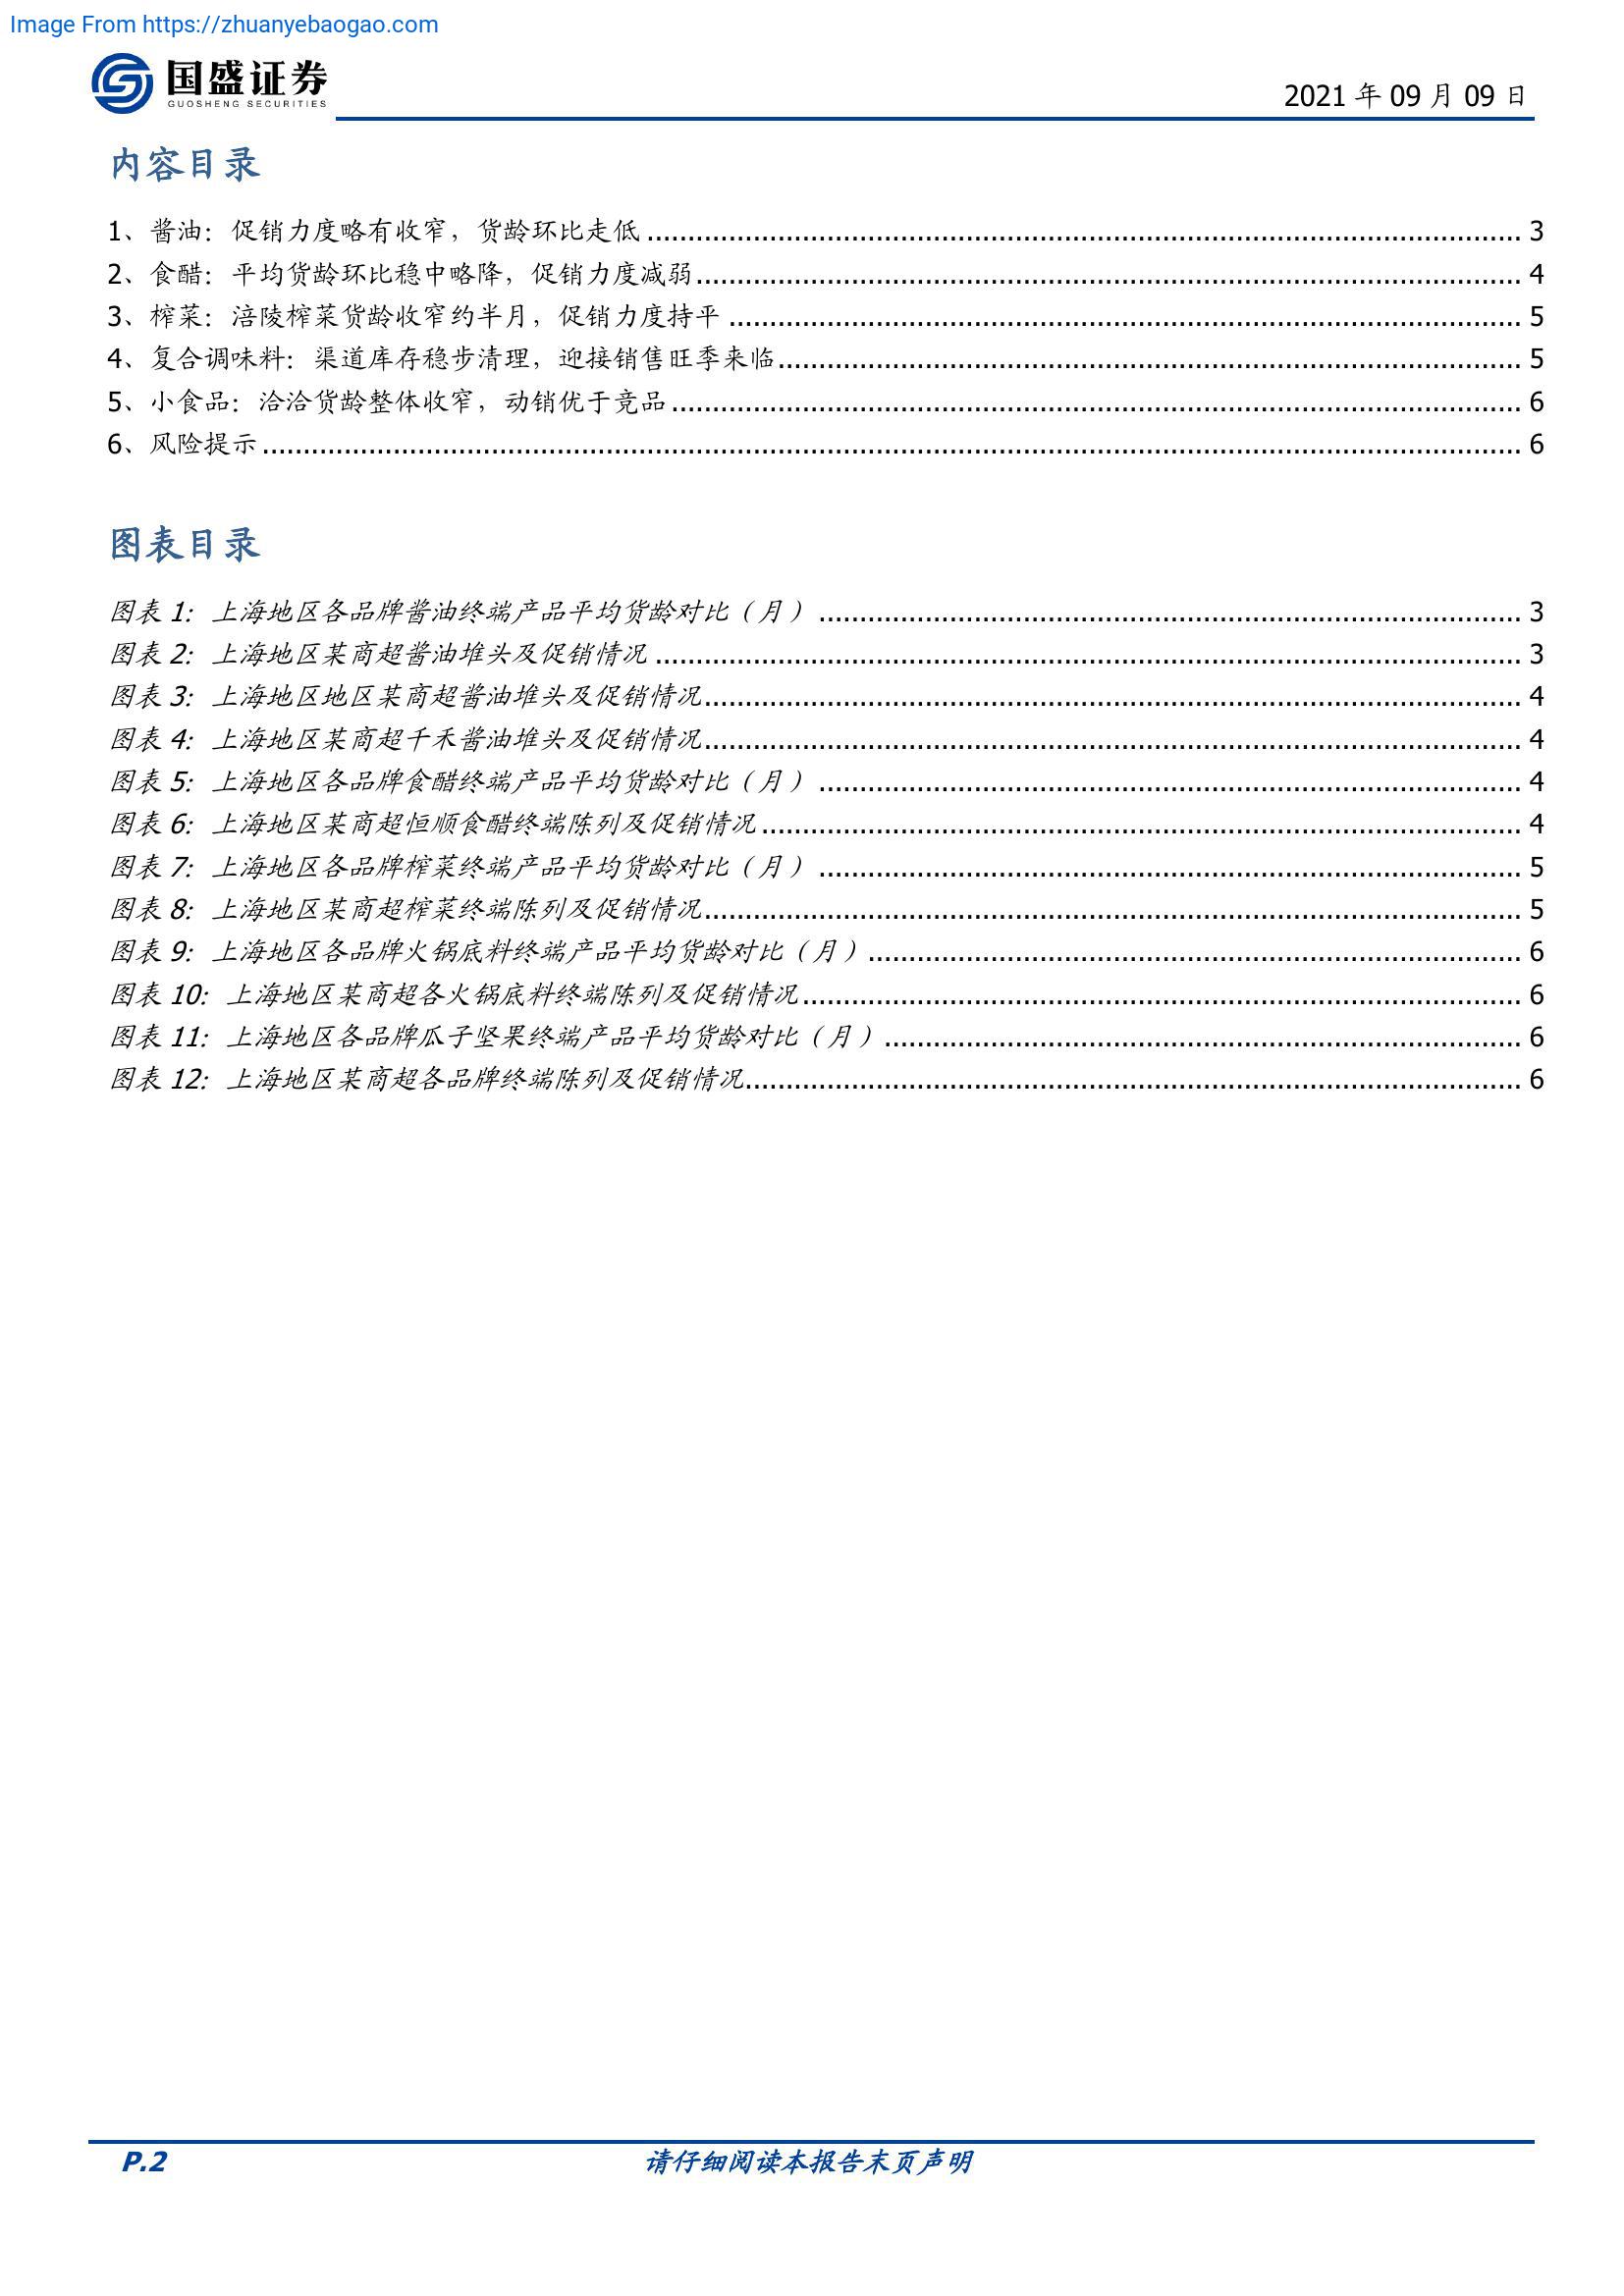 Image From https://zhuanyebaogao.com
国盛证券
GUOSHENG SECURITIES
2021 年 09 月 09 日
内容目录
1、酱油：促销力度略有收窄，货龄环比走低 3
2、食醋：平均货龄环比稳中略降，促销力度减弱 4
3、榨菜：涪陵榨菜货龄收窄约半月，促销力度持平 5
4、复合调味料：渠道库存稳步清理，迎接销售旺季来临 5
5、小食品：洽洽货龄整体收窄，动销优于竞品 6
6、风险提示 6
图表目录
图表 1: 上海地区各品牌酱油终端产品平均货龄对比（月） 3
图表 2: 上海地区某商超酱油堆头及促销情况 3
图表 3: 上海地区地区某商超酱油堆头及促销情况 4
图表 4: 上海地区某商超千禾酱油堆头及促销情况 4
图表 5: 上海地区各品牌食醋终端产品平均货龄对比（月） 4
图表 6: 上海地区某商超恒顺食醋终端陈列及促销情况 4
图表 7: 上海地区各品牌榨菜终端产品平均货龄对比（月） 5
图表 8: 上海地区某商超榨菜终端陈列及促销情况 5
图表 9: 上海地区各品牌火锅底料终端产品平均货龄对比（月） 6
图表 10: 上海地区某商超各火锅底料终端陈列及促销情况 6
图表 11: 上海地区各品牌瓜子坚果终端产品平均货龄对比（月） 6
图表 12: 上海地区某商超各品牌终端陈列及促销情况 6
P.2
请仔细阅读本报告末页声明